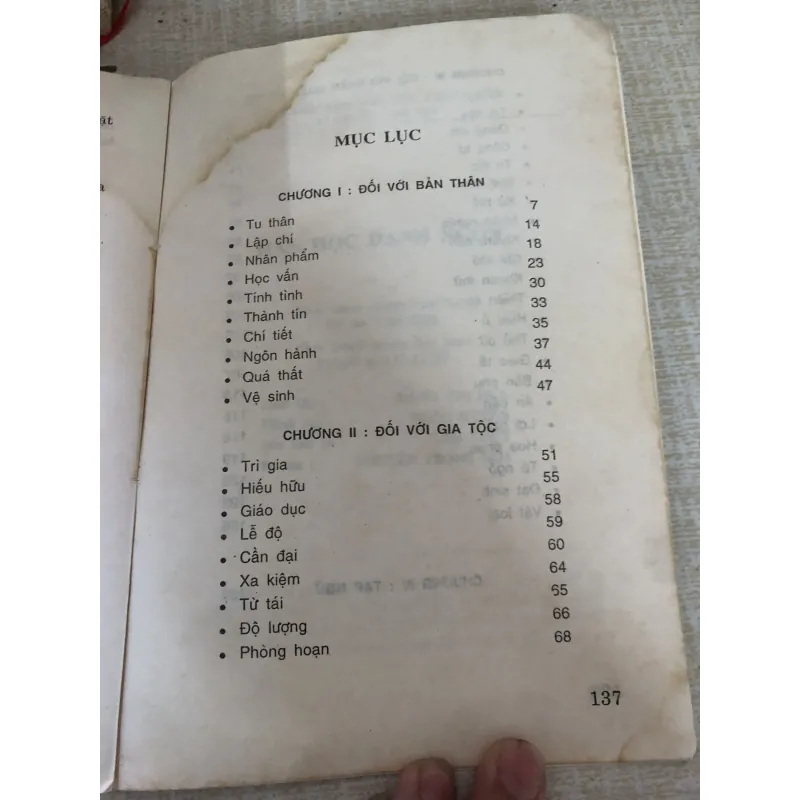 MỤC LỤC
CHƯƠNG I : ĐỐI VỚI BẢN THÂN
• Tu thân 7
• Lập chí 14
• Nhân phẩm 18
• Học vấn 23
• Tính tình 30
• Thành tín 33
• Chí tiết 35
• Ngôn hành 37
• Quá thất 44
• Vệ sinh 47
CHƯƠNG II : ĐỐI VỚI GIA TỘC
• Trì gia 51
• Hiếu hữu 55
• Giáo dục 58
• Lễ độ 59
• Cần đại 60
• Xa kiệm 64
• Từ tái 65
• Độ lượng 66
• Phòng hoạn 68
137